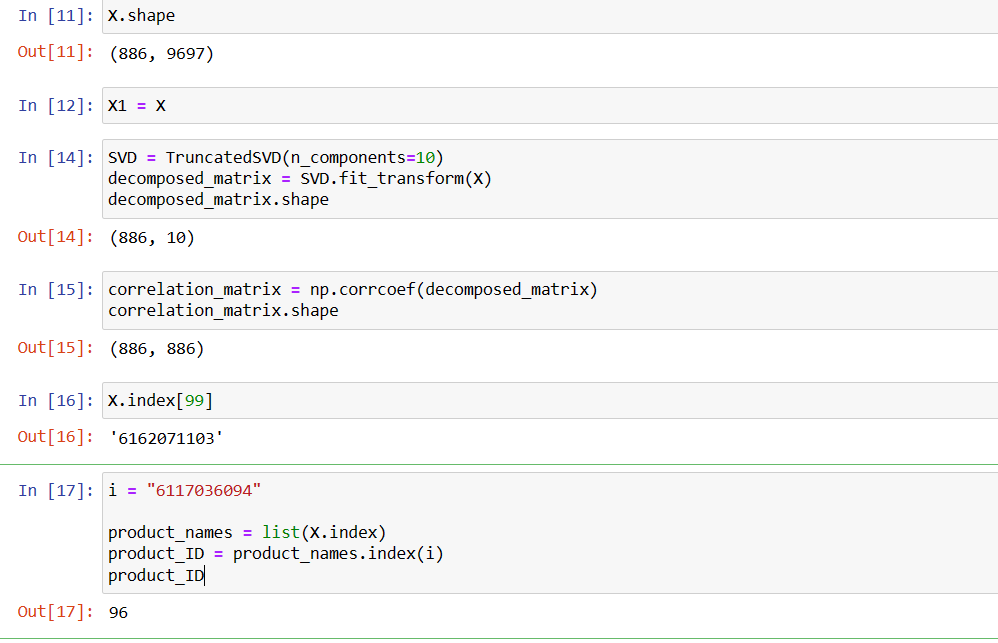 In [11]: X.shape
Out[11]: (886, 9697)
In [12]: X1 = X
In [14]: SVD = TruncatedSVD(n_components=10)
decomposed_matrix = SVD.fit_transform(X)
decomposed_matrix.shape
Out[14]: (886, 10)
In [15]: correlation_matrix = np.corrcoef(decomposed_matrix)
correlation_matrix.shape
Out[15]: (886, 886)
In [16]: X.index[99]
Out[16]: '6162071103'
In [17]: i = "6117036094"
product_names = list(X.index)
product_ID = product_names.index(i)
product_ID
Out[17]: 96